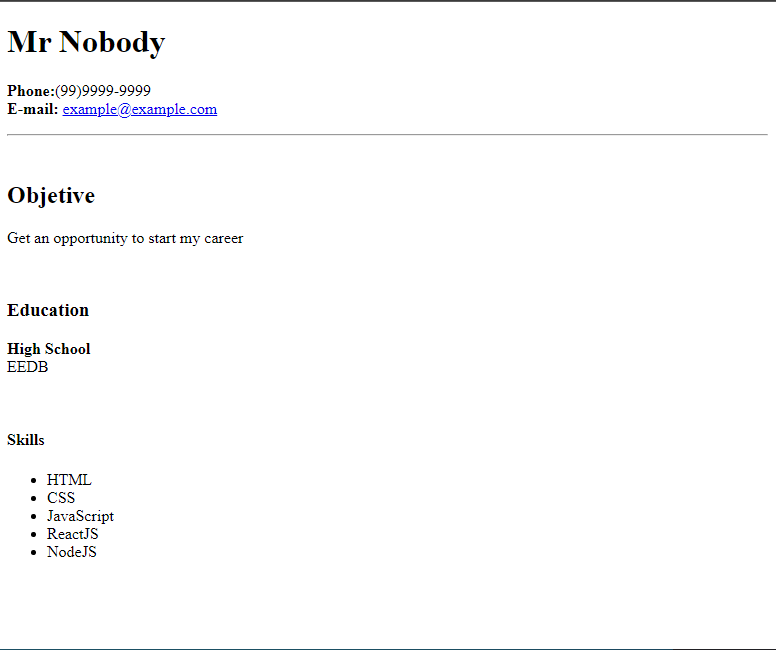 Mr Nobody
Phone:(99)9999-9999
E-mail: example@example.com
Objetive
Get an opportunity to start my career
Education
High School
EEDB
Skills
HTML
CSS
JavaScript
ReactJS
NodeJS